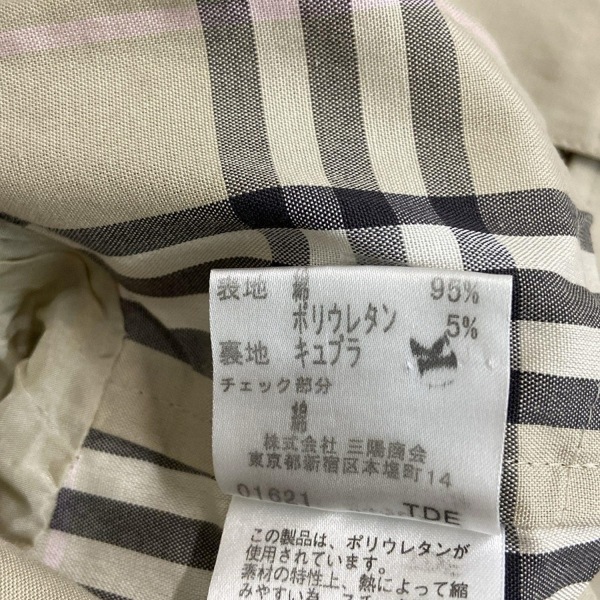 表地 綿 95%
ポリウレタン 5%
裏地 キュプラ
チェック部分
綿
株式会社 三陽商会
東京都新宿区本塩町14
01621 TDE
この製品は、ポリウレタンが
使用されています。
素材の特性上、熱によって縮
みやすい為、スチ